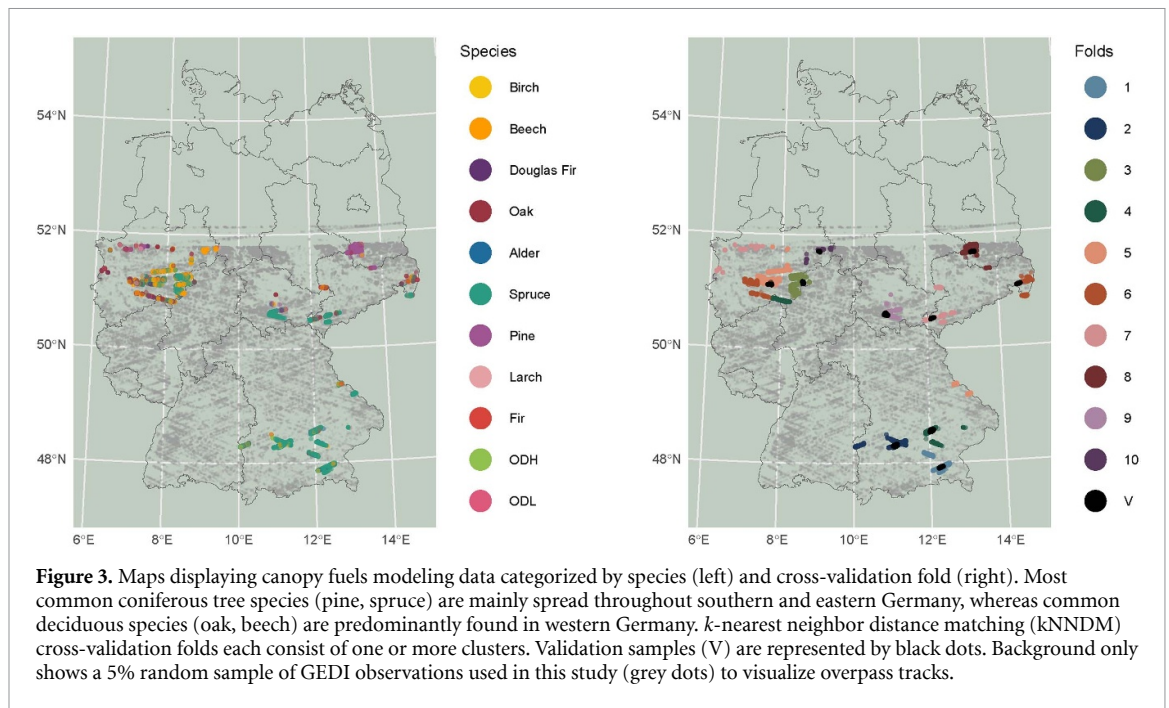 Species
Birch
Beech
Douglas Fir
Oak
Alder
Spruce
Pine
Larch
Fir
ODH
ODL
54°N
52°N
50°N
48°N
6°E
8°E
10°E
12°E
14°E
Folds
1
2
3
4
5
6
7
8
9
10
V
54°N
52°N
50°N
48°N
6°E
8°E
10°E
12°E
14°E
Figure 3. Maps displaying canopy fuels modeling data categorized by species (left) and cross-validation fold (right). Most
common coniferous tree species (pine, spruce) are mainly spread throughout southern and eastern Germany, whereas common
deciduous species (oak, beech) are predominantly found in western Germany. k-nearest neighbor distance matching (kNNDM)
cross-validation folds each consist of one or more clusters. Validation samples (V) are represented by black dots. Background only
shows a 5% random sample of GEDI observations used in this study (grey dots) to visualize overpass tracks.